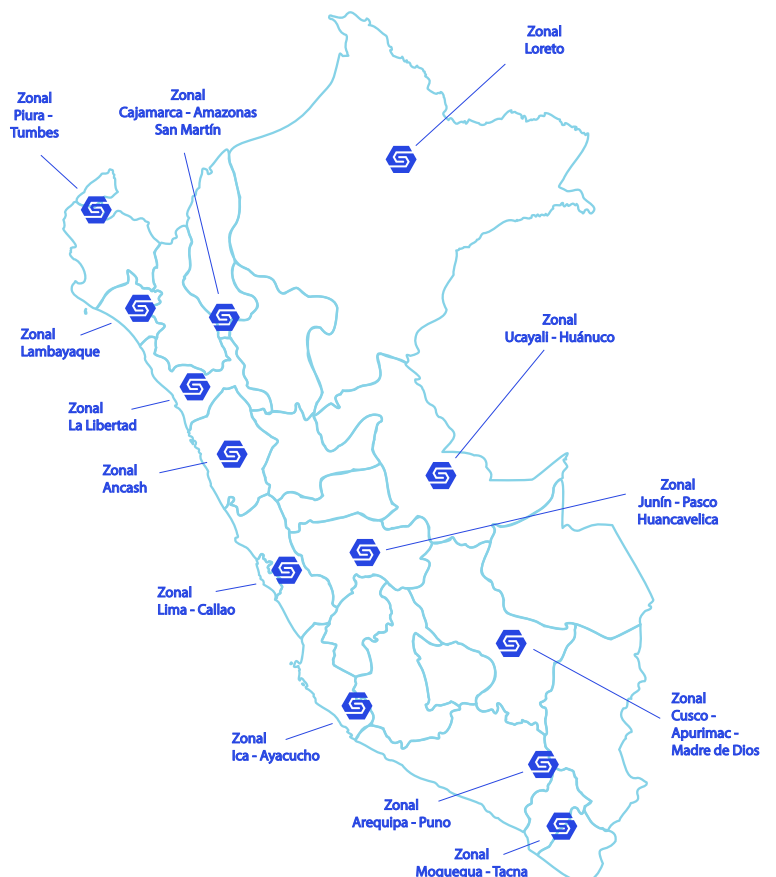 Zonal
Loreto
Zonal
Cajamarca - Amazonas
San Martín
Zonal
Piura -
Tumbes
Zonal
Lambayaque
Zonal
Ucayali - Huánuco
Zonal
La Libertad
Zonal
Ancash
Zonal
Junín - Pasco
Huancavelica
Zonal
Lima - Callao
Zonal
Cusco -
Apurimac -
Madre de Dios
Zonal
Ica - Ayacucho
Zonal
Arequipa - Puno
Zonal
Moquegua - Tacna